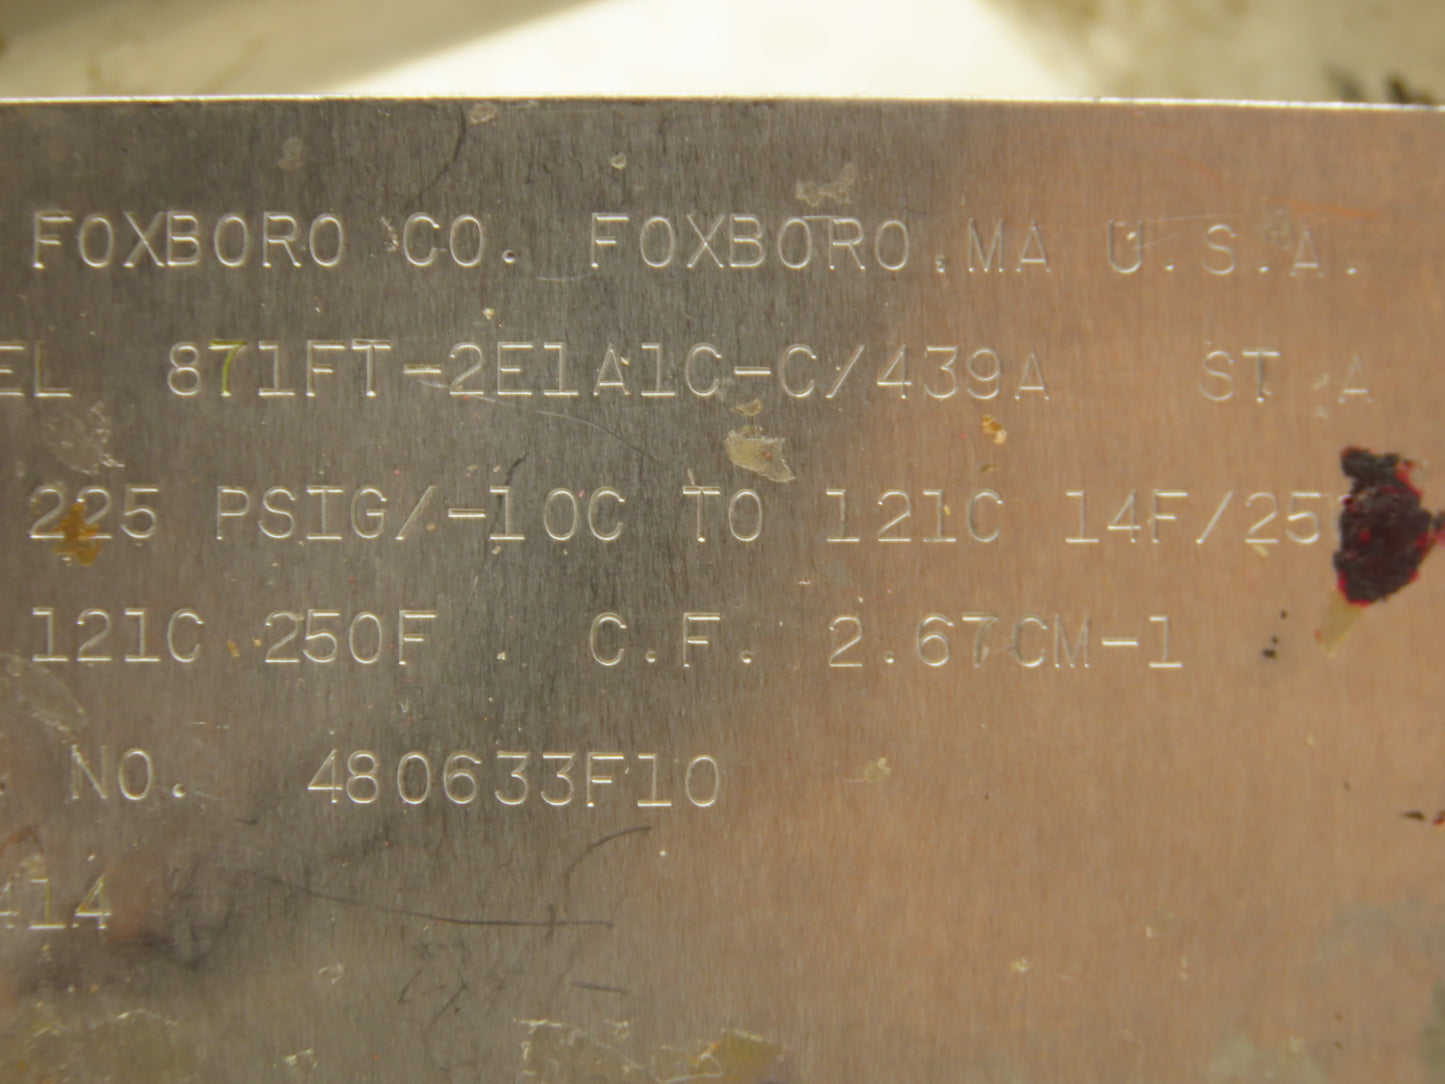 FOXBORO CO. FOXBORO.MA U.S.A.
EL 871FT-2E1A1C-C/439A ST A
225 PSIG/-10C TO 121C 14F/25
121C 250F C.F. 2.67CM-1
. NO. 480633F10
414